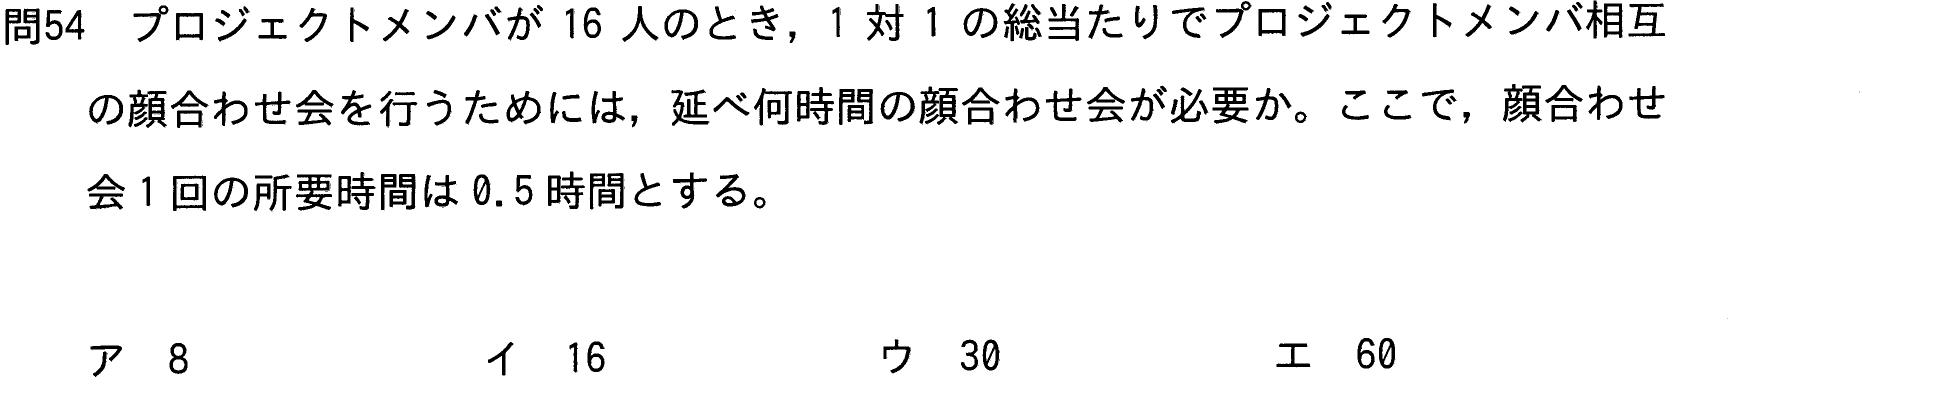 問54 プロジェクトメンバが 16 人のとき，1 対 1 の総当たりでプロジェクトメンバ相互
の顔合わせ会を行うためには，延べ何時間の顔合わせ会が必要か。ここで，顔合わせ
会 1 回の所要時間は 0.5 時間とする。
ア 8 イ 16 ウ 30 エ 60